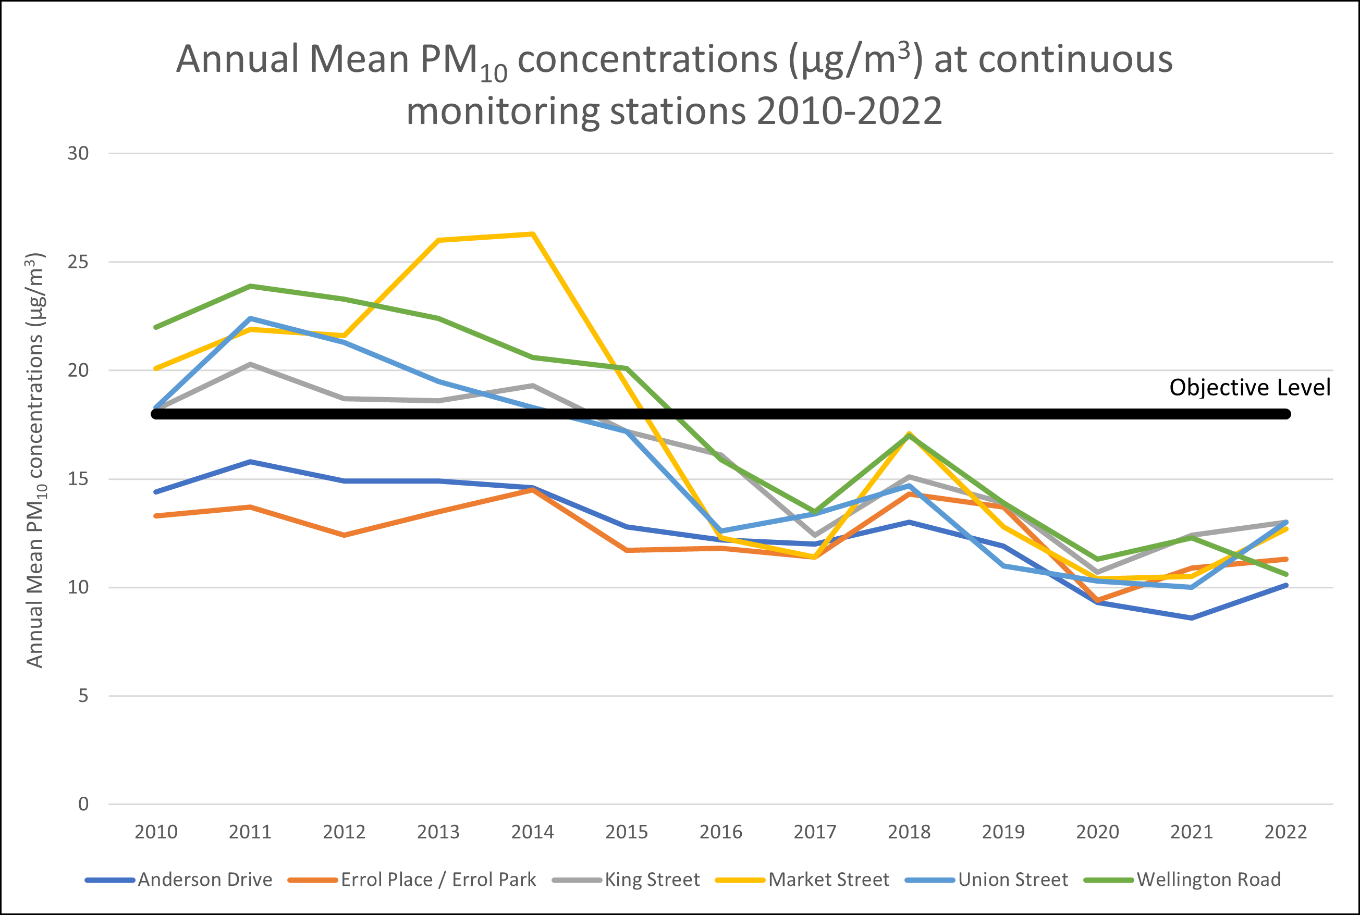 Annual Mean PM₁₀ concentrations (µg/m³) at continuous
monitoring stations 2010-2022
Annual Mean PM₁₀ concentrations (µg/m³)
30
25
20
15
10
5
0
Objective Level
2010 2011 2012 2013 2014 2015 2016 2017 2018 2019 2020 2021 2022
Anderson Drive Errol Place / Errol Park King Street Market Street Union Street Wellington Road